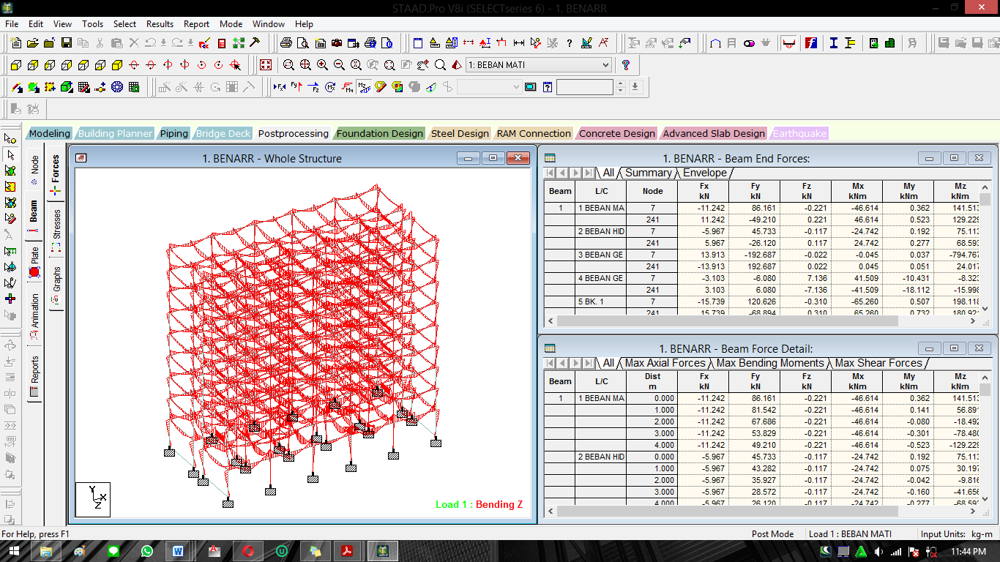 STAAD.Pro V8i (SELECTseries 6) - 1. BENARR
File Edit View Tools Select Results Report Mode Window Help
1: BEBAN MATI
Modeling Building Planner Piping Bridge Deck Postprocessing Foundation Design Steel Design RAM Connection Concrete Design Advanced Slab Design Earthquake
Node
Beam
Plate
Animation
Reports
Forces
Stresses
Graphs
1. BENARR - Whole Structure
Y
X
Z
Load 1 : Bending Z
1. BENARR - Beam End Forces:
All Summary Envelope
Beam L/C Node Fx kN Fy kN Fz kN Mx kNm My kNm Mz kNm
1 1 BEBAN MA 7 -11.242 86.161 -0.221 -46.614 0.362 141.513
241 11.242 -49.210 0.221 46.614 0.523 129.229
2 BEBAN HID 7 -5.967 45.733 -0.117 -24.742 0.192 75.113
241 5.967 -26.120 0.117 24.742 0.277 68.593
3 BEBAN GE 7 13.913 -192.687 -0.022 -0.045 0.037 -794.767
241 -13.913 192.687 0.022 0.045 0.051 24.017
4 BEBAN GE 7 -3.103 -6.080 7.136 41.509 -10.431 -8.323
241 3.103 6.080 -7.136 -41.509 -18.112 -15.998
5 BK. 1 7 -15.739 120.626 -0.310 -65.260 0.507 198.118
241 15.739 -68.894 0.310 65.260 0.732 180.921
1. BENARR - Beam Force Detail:
All Max Axial Forces Max Bending Moments Max Shear Forces
Beam L/C Dist m Fx kN Fy kN Fz kN Mx kNm My kNm Mz kNm
1 1 BEBAN MA 0.000 -11.242 86.161 -0.221 -46.614 0.362 141.513
1.000 -11.242 81.542 -0.221 -46.614 0.141 56.891
2.000 -11.242 67.686 -0.221 -46.614 -0.080 -18.492
3.000 -11.242 53.829 -0.221 -46.614 -0.301 -78.480
4.000 -11.242 49.210 -0.221 -46.614 -0.523 -129.229
2 BEBAN HID 0.000 -5.967 45.733 -0.117 -24.742 0.192 75.113
1.000 -5.967 43.282 -0.117 -24.742 0.075 30.197
2.000 -5.967 35.927 -0.117 -24.742 -0.042 -9.816
3.000 -5.967 28.572 -0.117 -24.742 -0.160 -41.656
4.000 -5.967 26.120 -0.117 -24.742 -0.277 -68.593
For Help, press F1
Post Mode Load 1 : BEBAN MATI Input Units: kg-m
11:44 PM